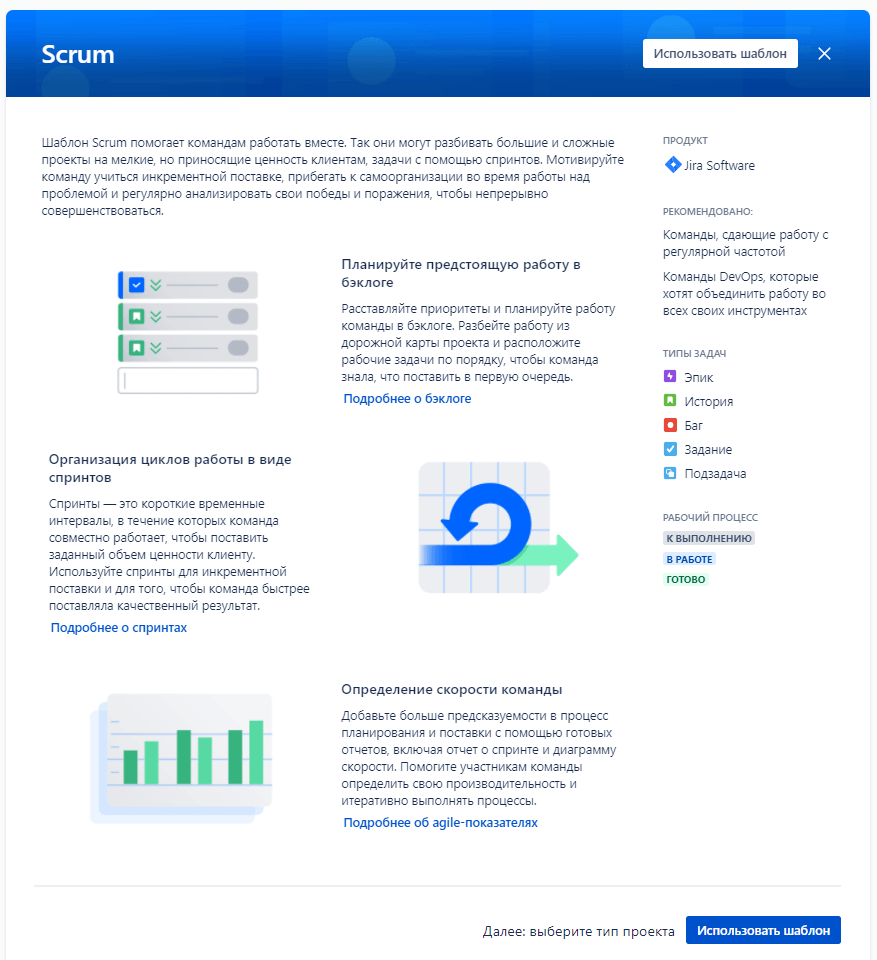 Scrum
Использовать шаблон
Шаблон Scrum помогает командам работать вместе. Так они могут разбивать большие и сложные
проекты на мелкие, но приносящие ценность клиентам, задачи с помощью спринтов. Мотивируйте
команду учиться инкрементной поставке, прибегать к самоорганизации во время работы над
проблемой и регулярно анализировать свои победы и поражения, чтобы непрерывно
совершенствоваться.
Планируйте предстоящую работу в
бэклоге
Расставляйте приоритеты и планируйте работу
команды в бэклоге. Разбейте работу из
дорожной карты проекта и расположите
рабочие задачи по порядку, чтобы команда
знала, что поставить в первую очередь.
Подробнее о бэклоге
Организация циклов работы в виде
спринтов
Спринты — это короткие временные
интервалы, в течение которых команда
совместно работает, чтобы поставить
заданный объем ценности клиенту.
Используйте спринты для инкрементной
поставки и для того, чтобы команда быстрее
поставляла качественный результат.
Подробнее о спринтах
Определение скорости команды
Добавьте больше предсказуемости в процесс
планирования и поставки с помощью готовых
отчетов, включая отчет о спринте и диаграмму
скорости. Помогите участникам команды
определить свою производительность и
итеративно выполнять процессы.
Подробнее об agile-показателях
ПРОДУКТ
Jira Software
РЕКОМЕНДОВАНО:
Команды, сдающие работу с
регулярной частотой
Команды DevOps, которые
хотят объединить работу во
всех своих инструментах
ТИПЫ ЗАДАЧ
Эпик
История
Баг
Задание
Подзадача
РАБОЧИЙ ПРОЦЕСС
К ВЫПОЛНЕНИЮ
В РАБОТЕ
ГОТОВО
Далее: выберите тип проекта
Использовать шаблон